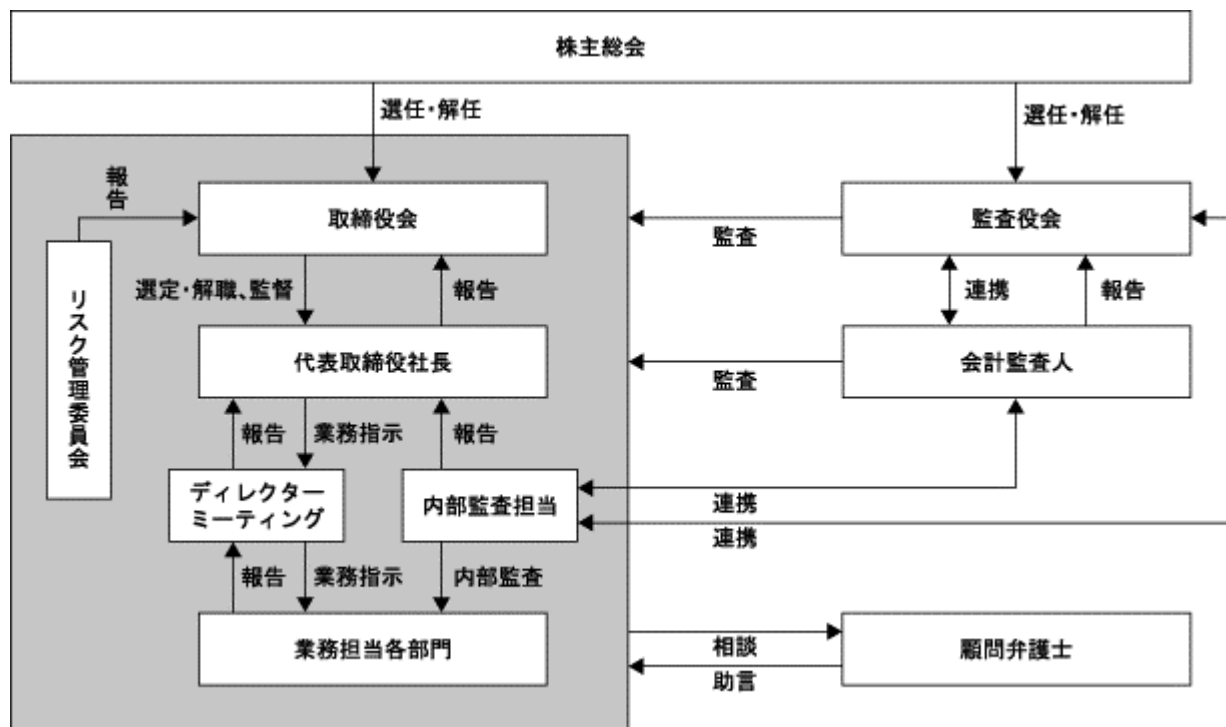 株主総会
選任・解任
選任・解任
報告
取締役会
監査役会
監査
選定・解職、監督
報告
連携
報告
リスク管理委員会
代表取締役社長
会計監査人
監査
報告
業務指示
報告
ディレクター
ミーティング
内部監査担当
連携
連携
報告
業務指示
内部監査
業務担当各部門
相談
助言
顧問弁護士